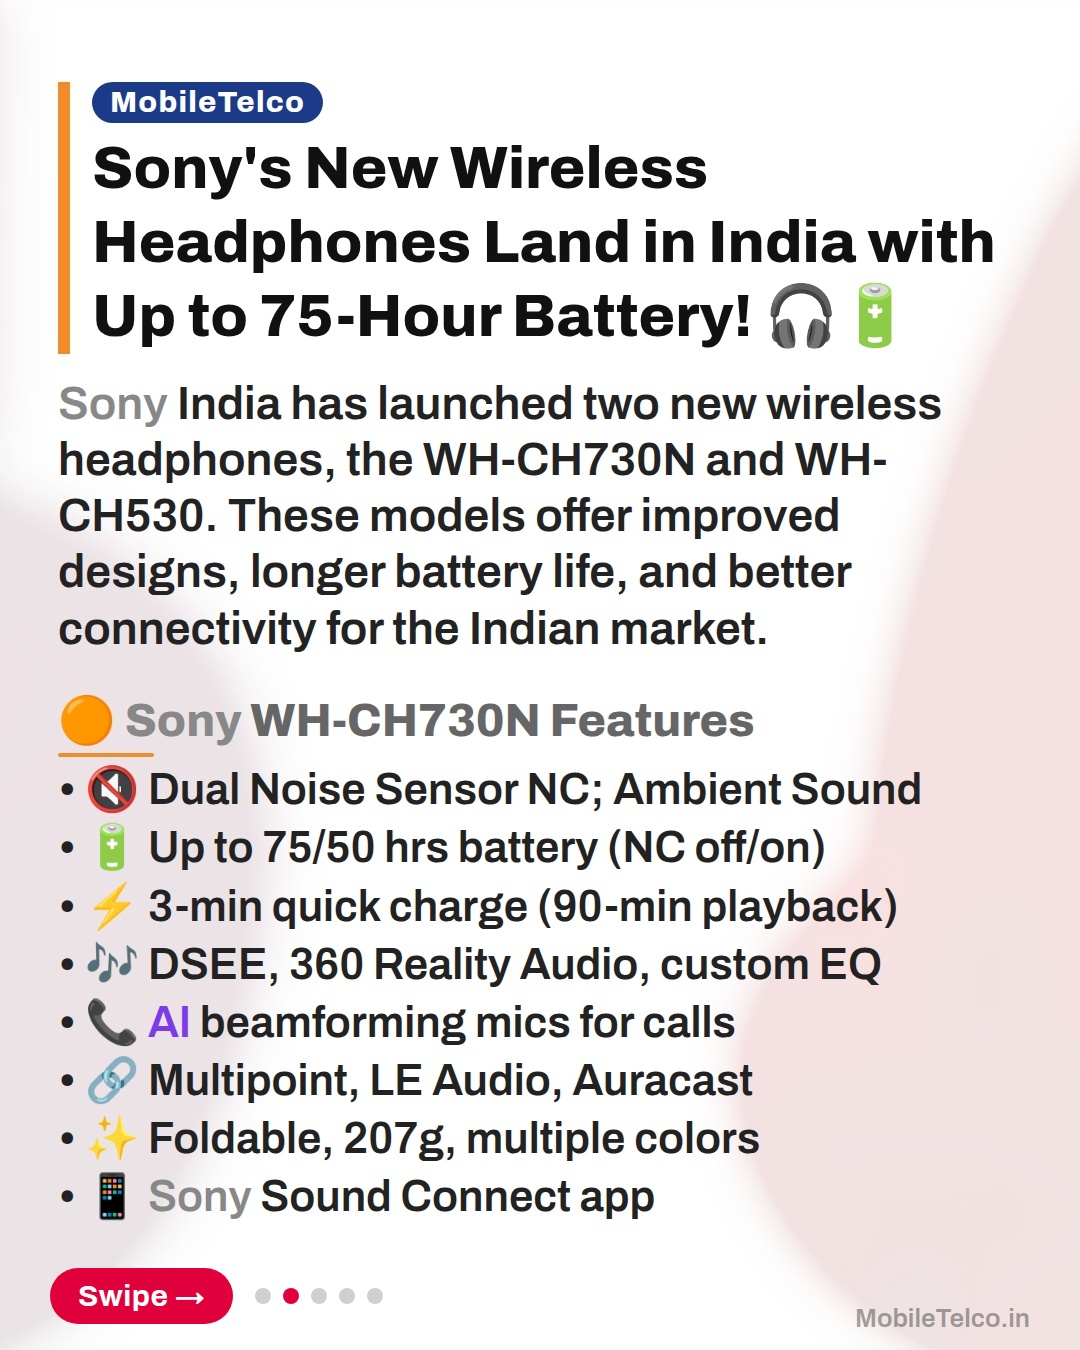 MobileTelco
Sony's New Wireless
Headphones Land in India with
Up to 75-Hour Battery! 🎧 🔋
Sony India has launched two new wireless
headphones, the WH-CH730N and WH-
CH530. These models offer improved
designs, longer battery life, and better
connectivity for the Indian market.
🟠 Sony WH-CH730N Features
• 🔇 Dual Noise Sensor NC; Ambient Sound
• 🔋 Up to 75/50 hrs battery (NC off/on)
• ⚡ 3-min quick charge (90-min playback)
• 🎶 DSEE, 360 Reality Audio, custom EQ
• 📞 AI beamforming mics for calls
• 🔗 Multipoint, LE Audio, Auracast
• ✨ Foldable, 207g, multiple colors
• 📱 Sony Sound Connect app
Swipe →
MobileTelco.in